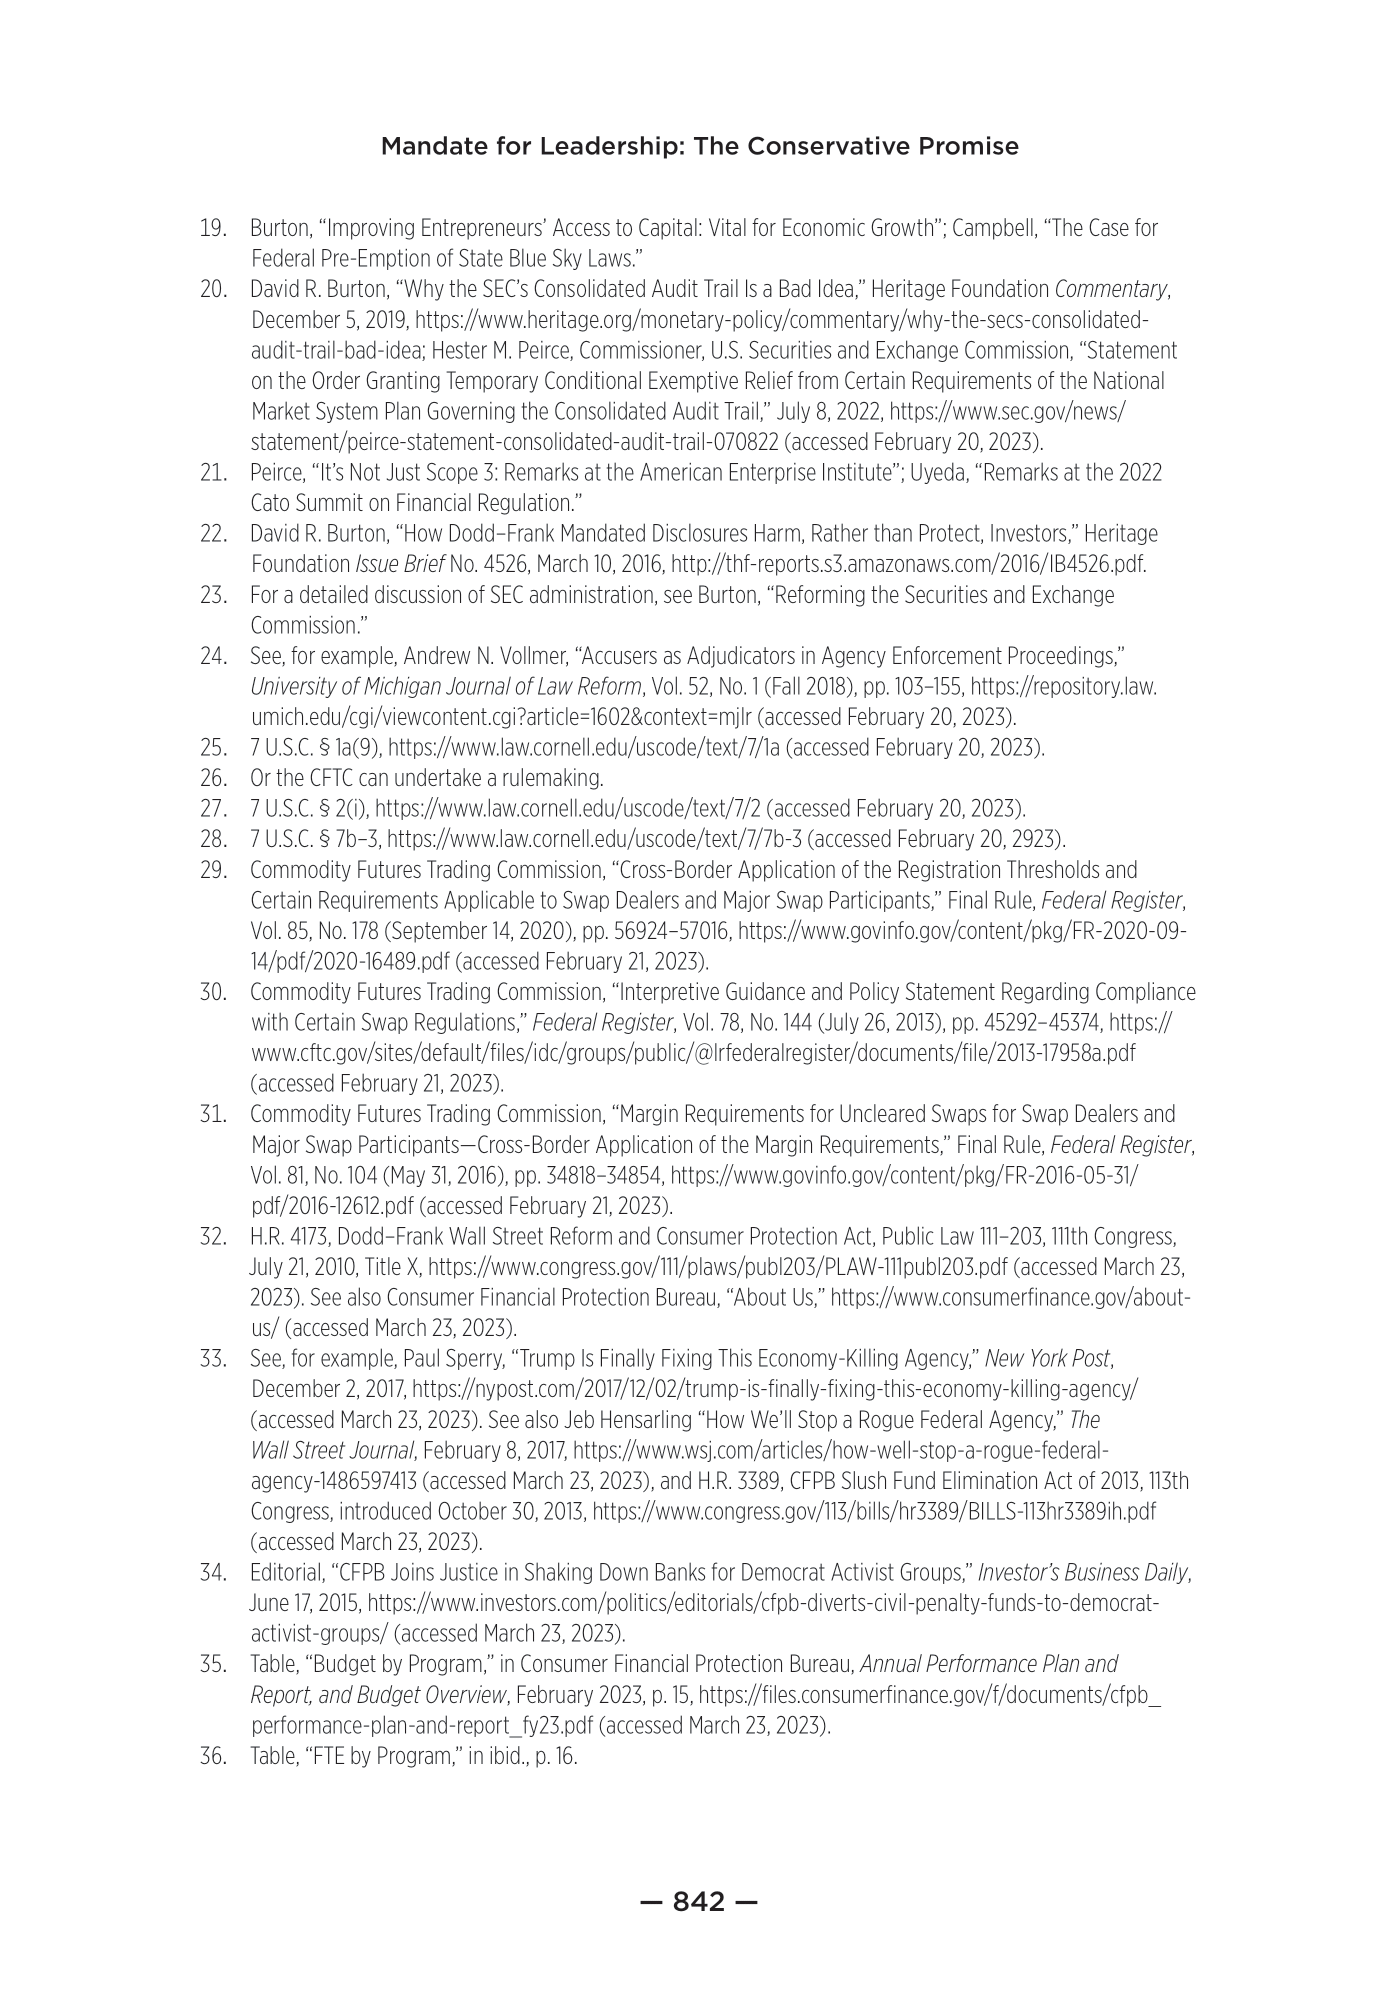 Mandate for Leadership: The Conservative Promise
19. Burton, “Improving Entrepreneurs’ Access to Capital: Vital for Economic Growth”; Campbell, “The Case for
Federal Pre-Emption of State Blue Sky Laws.”
20. David R. Burton, “Why the SEC’s Consolidated Audit Trail Is a Bad Idea,” Heritage Foundation Commentary,
December 5, 2019, https://www.heritage.org/monetary-policy/commentary/why-the-secs-consolidated-
audit-trail-bad-idea; Hester M. Peirce, Commissioner, U.S. Securities and Exchange Commission, “Statement
on the Order Granting Temporary Conditional Exemptive Relief from Certain Requirements of the National
Market System Plan Governing the Consolidated Audit Trail,” July 8, 2022, https://www.sec.gov/news/
statement/peirce-statement-consolidated-audit-trail-070822 (accessed February 20, 2023).
21. Peirce, “It’s Not Just Scope 3: Remarks at the American Enterprise Institute”; Uyeda, “Remarks at the 2022
Cato Summit on Financial Regulation.”
22. David R. Burton, “How Dodd–Frank Mandated Disclosures Harm, Rather than Protect, Investors,” Heritage
Foundation Issue Brief No. 4526, March 10, 2016, http://thf-reports.s3.amazonaws.com/2016/IB4526.pdf.
23. For a detailed discussion of SEC administration, see Burton, “Reforming the Securities and Exchange
Commission.”
24. See, for example, Andrew N. Vollmer, “Accusers as Adjudicators in Agency Enforcement Proceedings,”
University of Michigan Journal of Law Reform, Vol. 52, No. 1 (Fall 2018), pp. 103–155, https://repository.law.
umich.edu/cgi/viewcontent.cgi?article=1602&context=mjlr (accessed February 20, 2023).
25. 7 U.S.C. § 1a(9), https://www.law.cornell.edu/uscode/text/7/1a (accessed February 20, 2023).
26. Or the CFTC can undertake a rulemaking.
27. 7 U.S.C. § 2(i), https://www.law.cornell.edu/uscode/text/7/2 (accessed February 20, 2023).
28. 7 U.S.C. § 7b–3, https://www.law.cornell.edu/uscode/text/7/7b-3 (accessed February 20, 2923).
29. Commodity Futures Trading Commission, “Cross-Border Application of the Registration Thresholds and
Certain Requirements Applicable to Swap Dealers and Major Swap Participants,” Final Rule, Federal Register,
Vol. 85, No. 178 (September 14, 2020), pp. 56924–57016, https://www.govinfo.gov/content/pkg/FR-2020-09-
14/pdf/2020-16489.pdf (accessed February 21, 2023).
30. Commodity Futures Trading Commission, “Interpretive Guidance and Policy Statement Regarding Compliance
with Certain Swap Regulations,” Federal Register, Vol. 78, No. 144 (July 26, 2013), pp. 45292–45374, https://
www.cftc.gov/sites/default/files/idc/groups/public/@lrfederalregister/documents/file/2013-17958a.pdf
(accessed February 21, 2023).
31. Commodity Futures Trading Commission, “Margin Requirements for Uncleared Swaps for Swap Dealers and
Major Swap Participants—Cross-Border Application of the Margin Requirements,” Final Rule, Federal Register,
Vol. 81, No. 104 (May 31, 2016), pp. 34818–34854, https://www.govinfo.gov/content/pkg/FR-2016-05-31/
pdf/2016-12612.pdf (accessed February 21, 2023).
32. H.R. 4173, Dodd–Frank Wall Street Reform and Consumer Protection Act, Public Law 111–203, 111th Congress,
July 21, 2010, Title X, https://www.congress.gov/111/plaws/publ203/PLAW-111publ203.pdf (accessed March 23,
2023). See also Consumer Financial Protection Bureau, “About Us,” https://www.consumerfinance.gov/about-
us/ (accessed March 23, 2023).
33. See, for example, Paul Sperry, “Trump Is Finally Fixing This Economy-Killing Agency,” New York Post,
December 2, 2017, https://nypost.com/2017/12/02/trump-is-finally-fixing-this-economy-killing-agency/
(accessed March 23, 2023). See also Jeb Hensarling “How We’ll Stop a Rogue Federal Agency,” The
Wall Street Journal, February 8, 2017, https://www.wsj.com/articles/how-well-stop-a-rogue-federal-
agency-1486597413 (accessed March 23, 2023), and H.R. 3389, CFPB Slush Fund Elimination Act of 2013, 113th
Congress, introduced October 30, 2013, https://www.congress.gov/113/bills/hr3389/BILLS-113hr3389ih.pdf
(accessed March 23, 2023).
34. Editorial, “CFPB Joins Justice in Shaking Down Banks for Democrat Activist Groups,” Investor’s Business Daily,
June 17, 2015, https://www.investors.com/politics/editorials/cfpb-diverts-civil-penalty-funds-to-democrat-
activist-groups/ (accessed March 23, 2023).
35. Table, “Budget by Program,” in Consumer Financial Protection Bureau, Annual Performance Plan and
Report, and Budget Overview, February 2023, p. 15, https://files.consumerfinance.gov/f/documents/cfpb_
performance-plan-and-report_fy23.pdf (accessed March 23, 2023).
36. Table, “FTE by Program,” in ibid., p. 16.
— 842 —